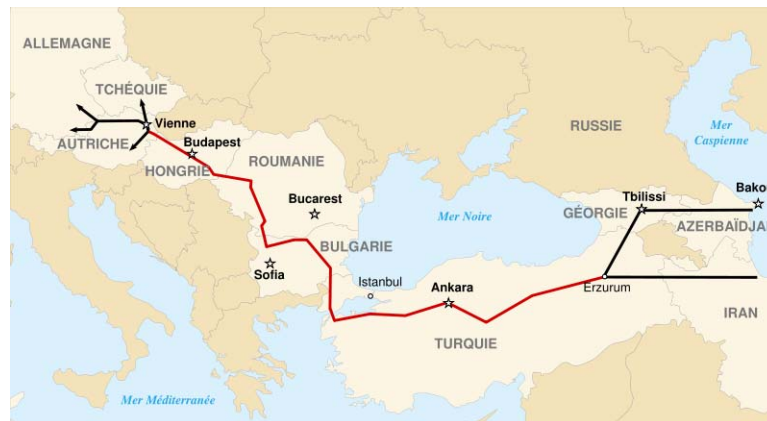 ALLEMAGNE
TCHÉQUIE
Vienne
AUTRICHE
Budapest
HONGRIE
ROUMANIE
Bucarest
BULGARIE
Sofia
Istanbul
Ankara
TURQUIE
Erzurum
Mer Noire
RUSSIE
Mer
Caspienne
Tbilissi
GÉORGIE
Bakou
AZERBAÏDJAN
IRAN
Mer Méditerranée